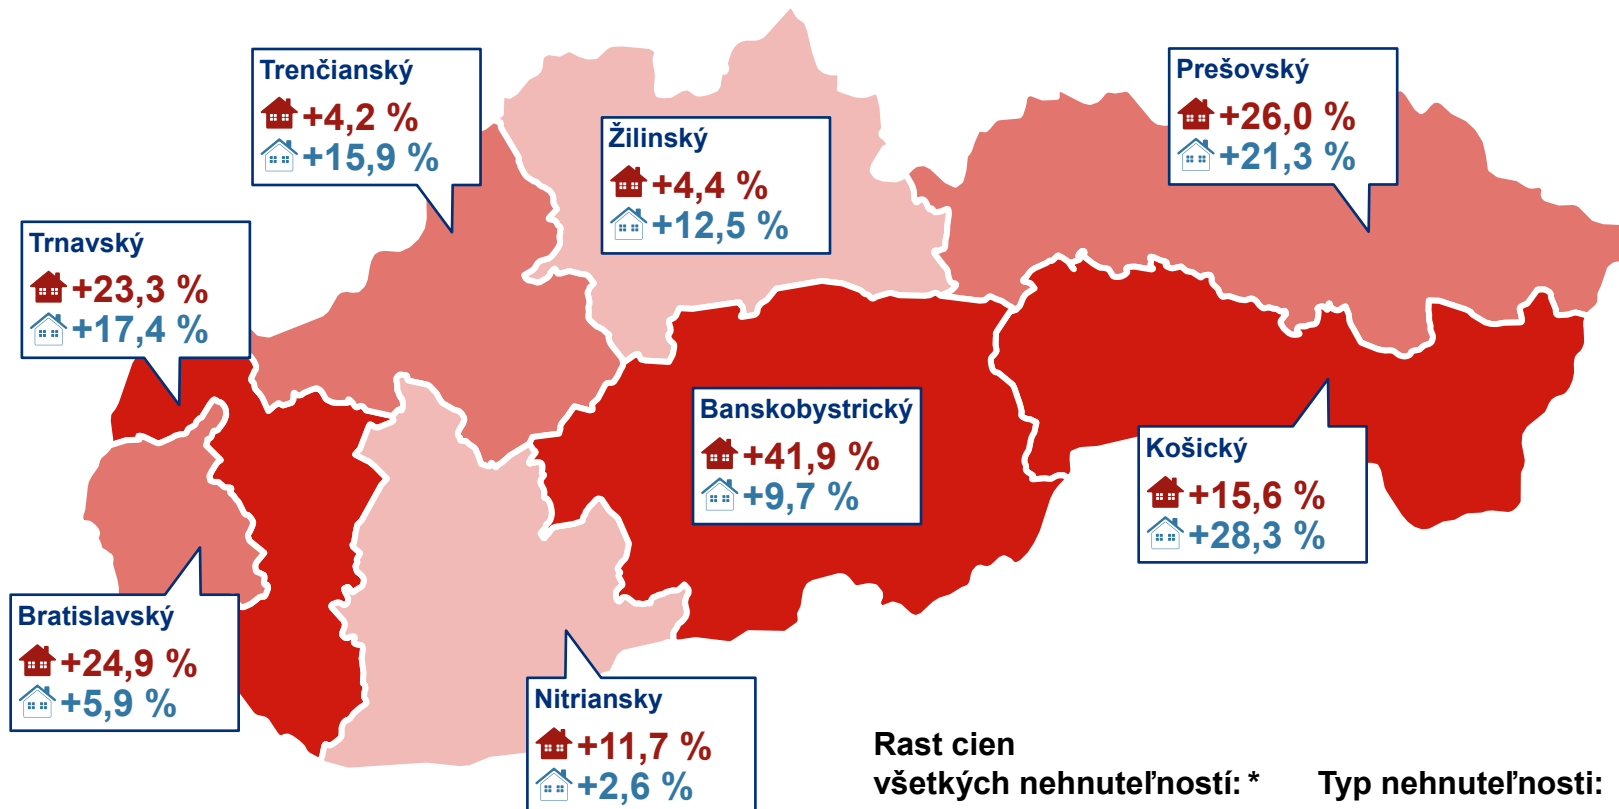 Trenčianský
+4,2 %
+15,9 %
Žilinský
+4,4 %
+12,5 %
Prešovský
+26,0 %
+21,3 %
Trnavský
+23,3 %
+17,4 %
Banskobystrický
+41,9 %
+9,7 %
Košický
+15,6 %
+28,3 %
Bratislavský
+24,9 %
+5,9 %
Nitriansky
+11,7 %
+2,6 %
Rast cien
všetkých nehnuteľností: *
Typ nehnuteľnosti: